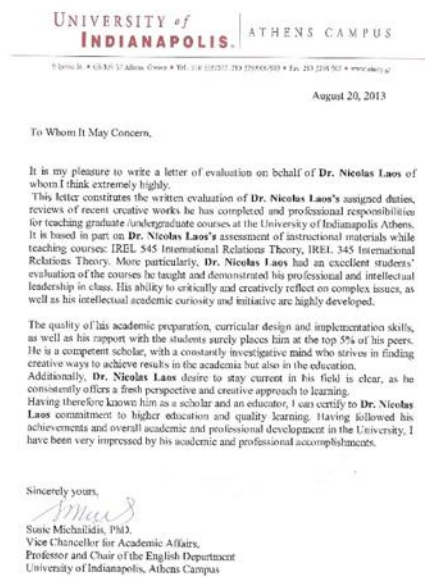 UNIVERSITY of
INDIANAPOLIS.
ATHENS CAMPUS
August 20, 2013
To Whom It May Concern,
It is my pleasure to write a letter of evaluation on behalf of Dr. Nicolas Laos of
whom I think extremely highly.
This letter constitutes the written evaluation of Dr. Nicolas Laos's assigned duties,
reviews of recent creative works he has completed and professional responsibilities
for teaching graduate /undergraduate courses at the University of Indianapolis Athens.
It is based in part on Dr. Nicolas Laos's assessment of instructional materials while
teaching courses: IREL 545 International Relations Theory, IREL 345 International
Relations Theory. More particularly, Dr. Nicolas Laos had an excellent students'
evaluation of the courses he taught and demonstrated his professional and intellectual
leadership in class. His ability to critically and creatively reflect on complex issues, as
well as his intellectual academic curiosity and initiative are highly developed.
The quality of his academic preparation, curricular design and implementation skills,
as well as his rapport with the students surely places him at the top 5% of his peers.
He is a competent scholar, with a constantly investigative mind who strives in finding
creative ways to achieve results in the academia but also in the education.
Additionally, Dr. Nicolas Laos desire to stay current in his field is clear, as he
consistently offers a fresh perspective and creative approach to learning.
Having therefore known him as a scholar and an educator, I can certify to Dr. Nicolas
Laos commitment to higher education and quality learning. Having followed his
achievements and overall academic and professional development in the University, I
have been very impressed by his academic and professional accomplishments.
Sincerely yours,
Susie Michailidis, PhD.
Vice Chancellor for Academic Affairs,
Professor and Chair of the English Department
University of Indianapolis, Athens Campus